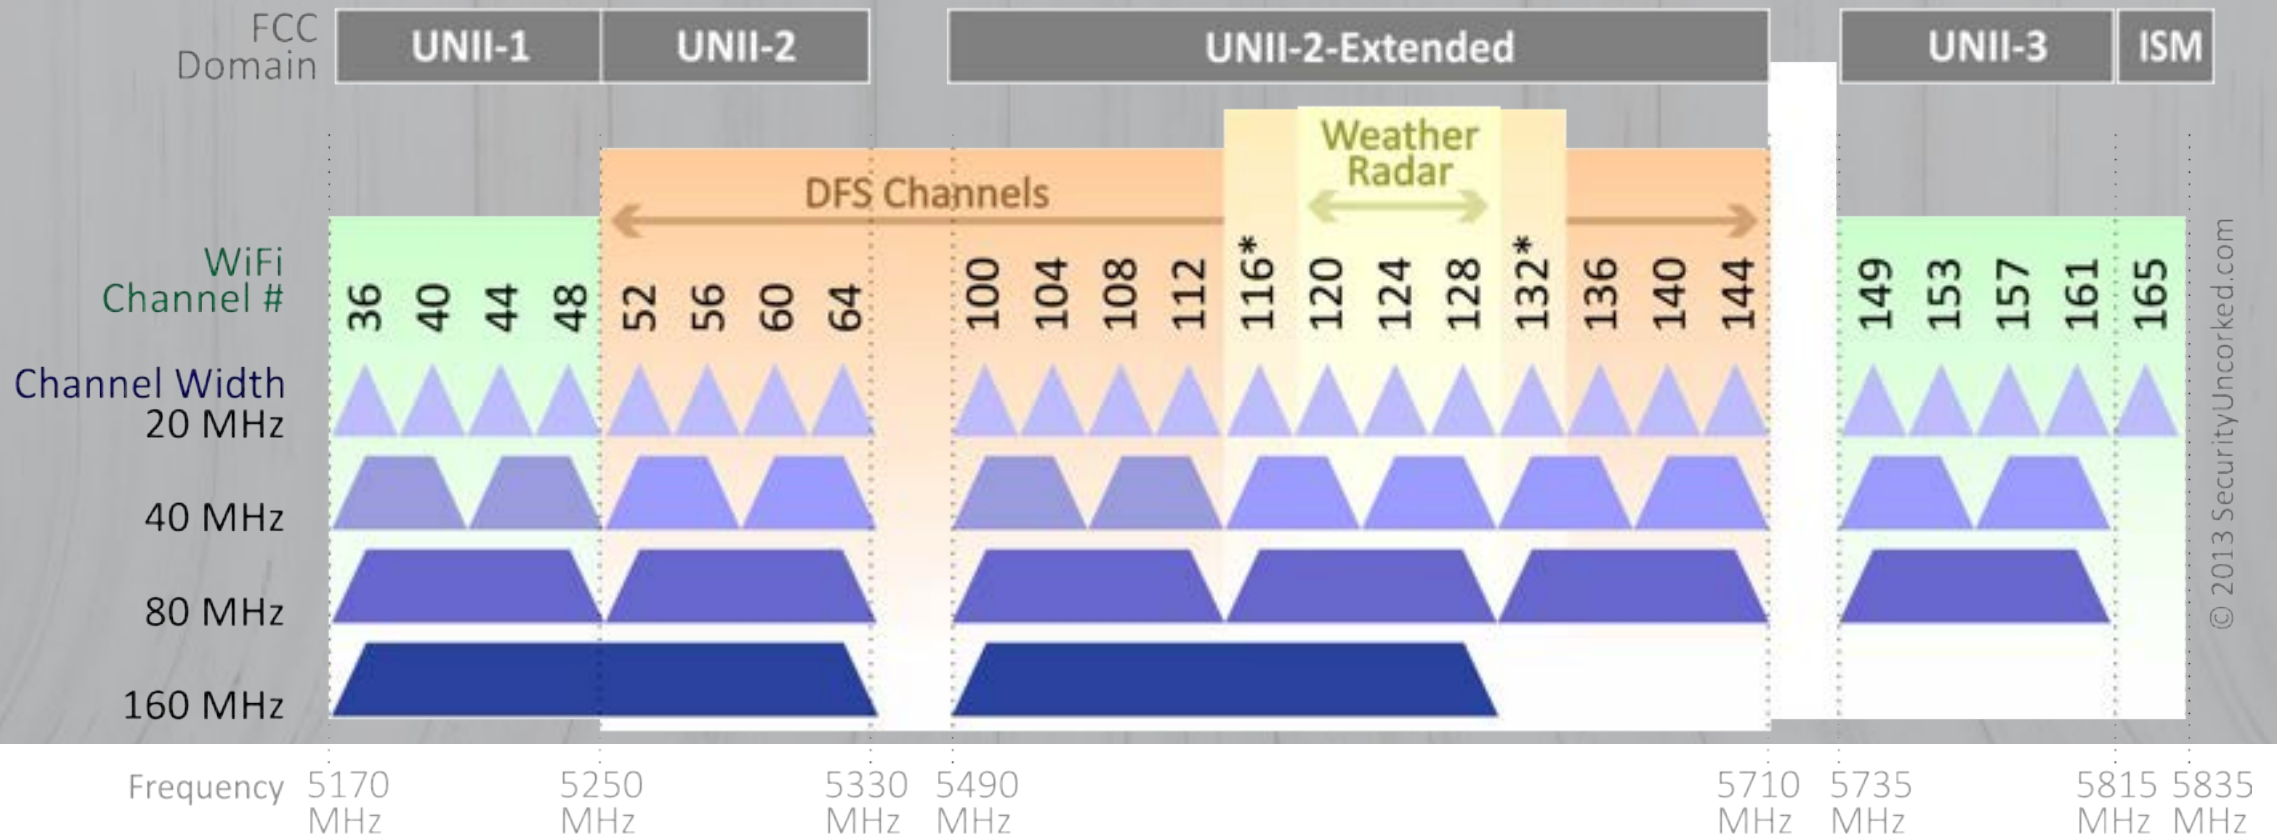 FCC
Domain
UNII-1
UNII-2
UNII-2-Extended
UNII-3
ISM
Weather
Radar
DFS Channels
WiFi
Channel #
36
40
44
48
52
56
60
64
100
104
108
112
116*
120
124
128
132*
136
140
144
149
153
157
161
165
Channel Width
20 MHz
40 MHz
80 MHz
160 MHz
Frequency
5170
MHz
5250
MHz
5330
MHz
5490
MHz
5710
MHz
5735
MHz
5815
MHz
5835
MHz
© 2013 SecurityUncorked.com